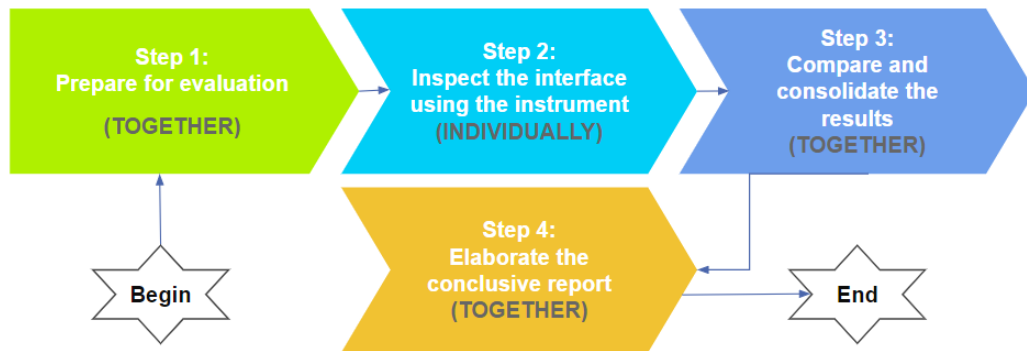 Step 1:
Prepare for evaluation
(TOGETHER)
Step 2:
Inspect the interface
using the instrument
(INDIVIDUALLY)
Step 3:
Compare and
consolidate the
results
(TOGETHER)
Step 4:
Elaborate the
conclusive report
(TOGETHER)
Begin
End